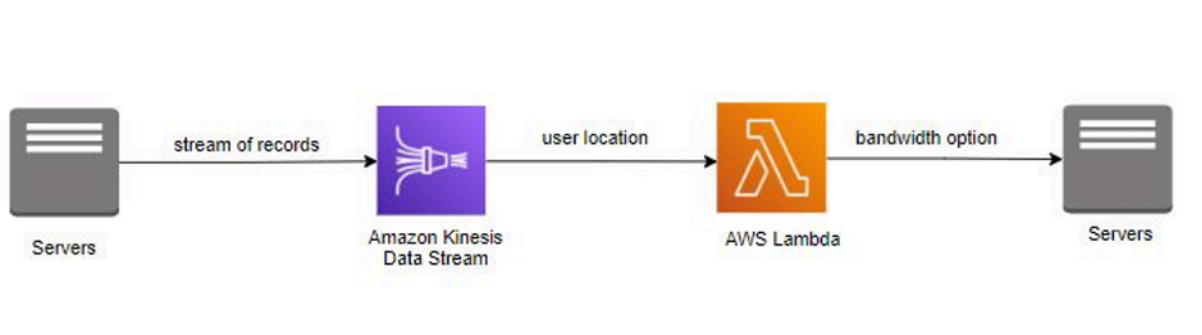 stream of records
user location
bandwidth option
Servers
Amazon Kinesis
Data Stream
AWS Lambda
Servers